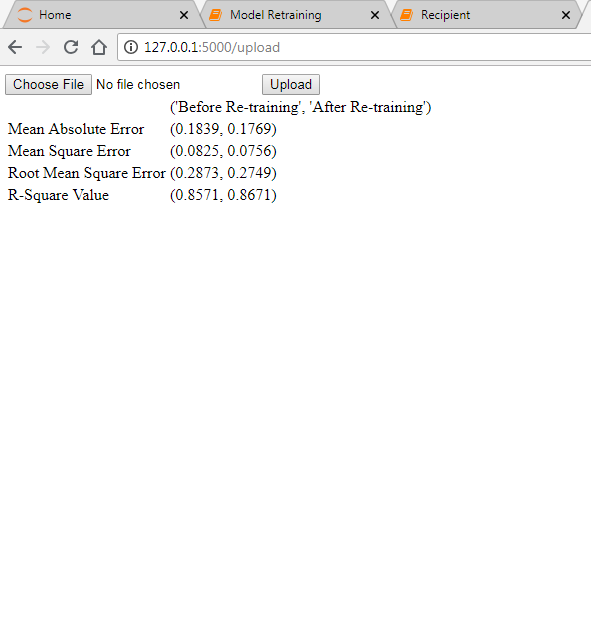 Home
Model Retraining
Recipient
127.0.0.1:5000/upload
Choose File No file chosen Upload
('Before Re-training', 'After Re-training')
Mean Absolute Error (0.1839, 0.1769)
Mean Square Error (0.0825, 0.0756)
Root Mean Square Error (0.2873, 0.2749)
R-Square Value (0.8571, 0.8671)